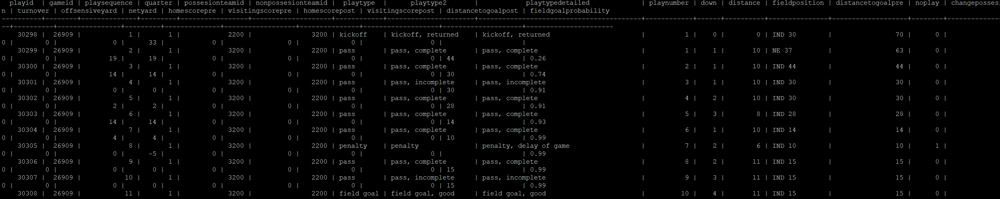 playid | gameid | playsequence | quarter | possesionteamid | nonpossesionteamid | playtype | playtype2 | playtypedetailed | playnumber | down | distance | fieldposition | distancetogoalpre | noplay | changepossesi
n | turnover | offsensiveyard | netyard | homescorepre | visitingscorepre | homescorepost | visitingscorepost | distancetogoalpost | fieldgoalprobability
----------+--------+--------------+---------+-----------------+--------------------+------------+----------------------+-----------------------------------------+------------+------+----------+---------------+-------------------+--------+-------------
--+----------+----------------+---------+--------------+------------------+---------------+-------------------+--------------------+----------------------
30298 | 26909 | 1 | 1 | 2200 | 3200 | kickoff | kickoff, returned | kickoff, returned | 1 | 0 | 0 | IND 30 | 70 | 0 |
0 | 0 | 0 | 33 | 0 | 0 | 0 | 0 | |
30299 | 26909 | 2 | 1 | 3200 | 2200 | pass | pass, complete | pass, complete | 1 | 1 | 10 | NE 37 | 63 | 0 |
0 | 0 | 19 | 19 | 0 | 0 | 0 | 0 | 44 | 0.26
30300 | 26909 | 3 | 1 | 3200 | 2200 | pass | pass, complete | pass, complete | 2 | 1 | 10 | IND 44 | 44 | 0 |
0 | 0 | 14 | 14 | 0 | 0 | 0 | 0 | 30 | 0.74
30301 | 26909 | 4 | 1 | 3200 | 2200 | pass | pass, incomplete | pass, incomplete | 3 | 1 | 10 | IND 30 | 30 | 0 |
0 | 0 | 0 | 0 | 0 | 0 | 0 | 0 | 30 | 0.91
30302 | 26909 | 5 | 1 | 3200 | 2200 | pass | pass, complete | pass, complete | 4 | 2 | 10 | IND 30 | 30 | 0 |
0 | 0 | 2 | 2 | 0 | 0 | 0 | 0 | 28 | 0.91
30303 | 26909 | 6 | 1 | 3200 | 2200 | pass | pass, complete | pass, complete | 5 | 3 | 8 | IND 28 | 28 | 0 |
0 | 0 | 14 | 14 | 0 | 0 | 0 | 0 | 14 | 0.93
30304 | 26909 | 7 | 1 | 3200 | 2200 | pass | pass, complete | pass, complete | 6 | 1 | 10 | IND 14 | 14 | 0 |
0 | 0 | 4 | 4 | 0 | 0 | 0 | 0 | 10 | 0.99
30305 | 26909 | 8 | 1 | 3200 | 2200 | penalty | penalty | penalty, delay of game | 7 | 2 | 6 | IND 10 | 10 | 1 |
0 | 0 | 0 | -5 | 0 | 0 | 0 | 0 | | 0.99
30306 | 26909 | 9 | 1 | 3200 | 2200 | pass | pass, complete | pass, complete | 8 | 2 | 11 | IND 15 | 15 | 0 |
0 | 0 | 0 | 0 | 0 | 0 | 0 | 0 | 15 | 0.99
30307 | 26909 | 10 | 1 | 3200 | 2200 | pass | pass, incomplete | pass, incomplete | 9 | 3 | 11 | IND 15 | 15 | 0 |
0 | 0 | 0 | 0 | 0 | 0 | 0 | 0 | 15 | 0.99
30308 | 26909 | 11 | 1 | 3200 | 2200 | field goal | field goal, good | field goal, good | 10 | 4 | 11 | IND 15 | 15 | 0 |